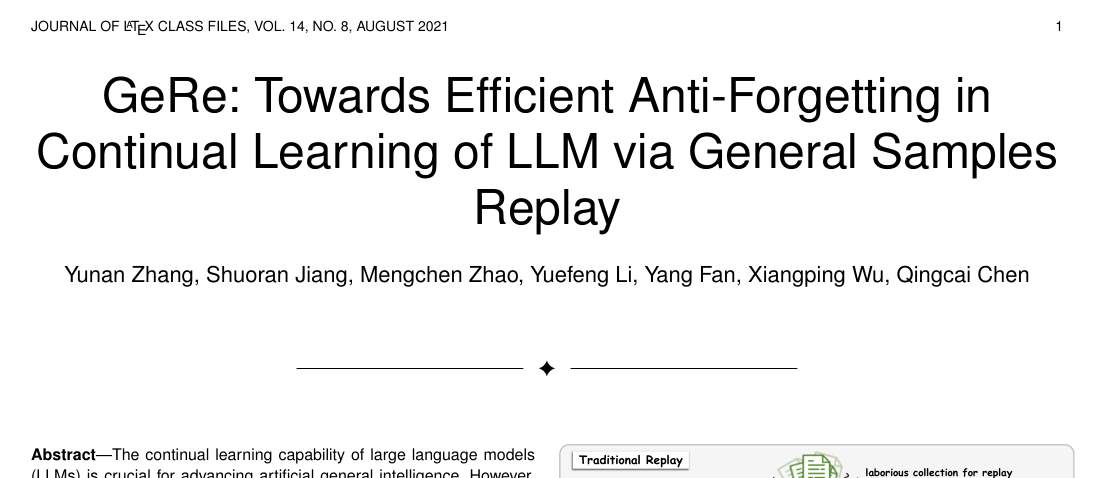 JOURNAL OF LATEX CLASS FILES, VOL. 14, NO. 8, AUGUST 2021 1
GeRe: Towards Efficient Anti-Forgetting in
Continual Learning of LLM via General Samples
Replay
Yunan Zhang, Shuoran Jiang, Mengchen Zhao, Yuefeng Li, Yang Fan, Xiangping Wu, Qingcai Chen
Abstract—The continual learning capability of large language models
(LLMs) is crucial for advancing artificial general intelligence. However,
Traditional Replay
laborious collection for replay